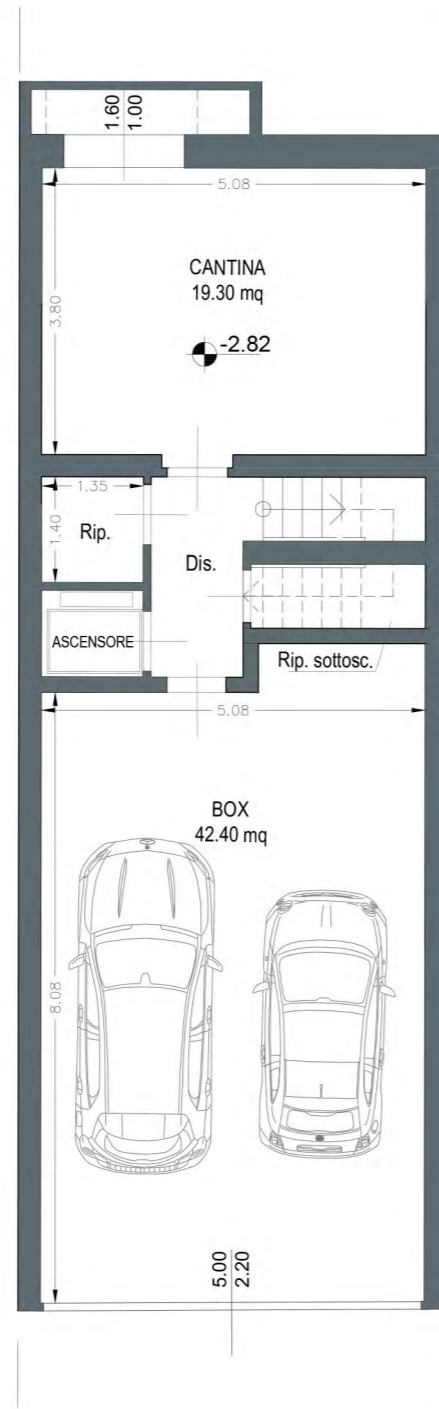 1.60
1.00
5.08
CANTINA
19.30 mq
3.80
-2.82
1.35
1.40
Rip.
Dis.
ASCENSORE
Rip. sottosc.
5.08
BOX
42.40 mq
8.08
5.00
2.20